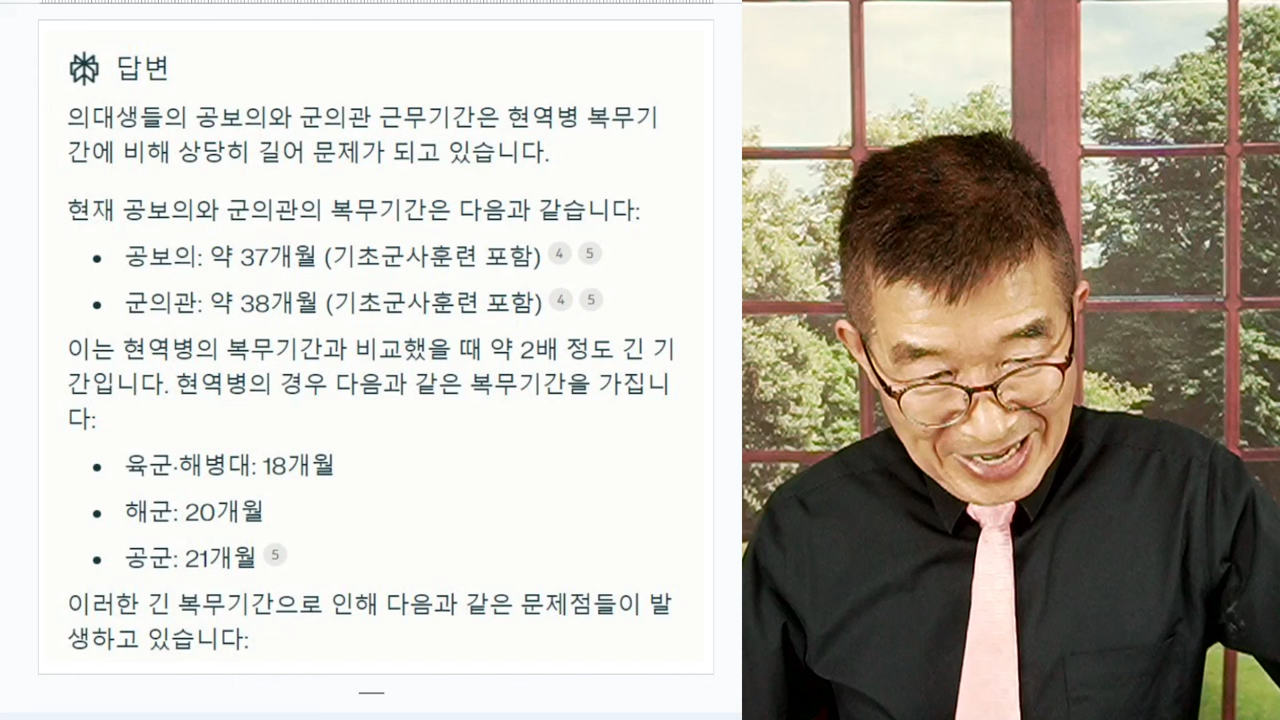 답변
의대생들의 공보의와 군의관 근무기간은 현역병 복무기
간에 비해 상당히 길어 문제가 되고 있습니다.
현재 공보의와 군의관의 복무기간은 다음과 같습니다:
• 공보의: 약 37개월 (기초군사훈련 포함) 4 5
• 군의관: 약 38개월 (기초군사훈련 포함) 4 5
이는 현역병의 복무기간과 비교했을 때 약 2배 정도 긴 기
간입니다. 현역병의 경우 다음과 같은 복무기간을 가집니
다:
• 육군·해병대: 18개월
• 해군: 20개월
• 공군: 21개월 5
이러한 긴 복무기간으로 인해 다음과 같은 문제점들이 발
생하고 있습니다: